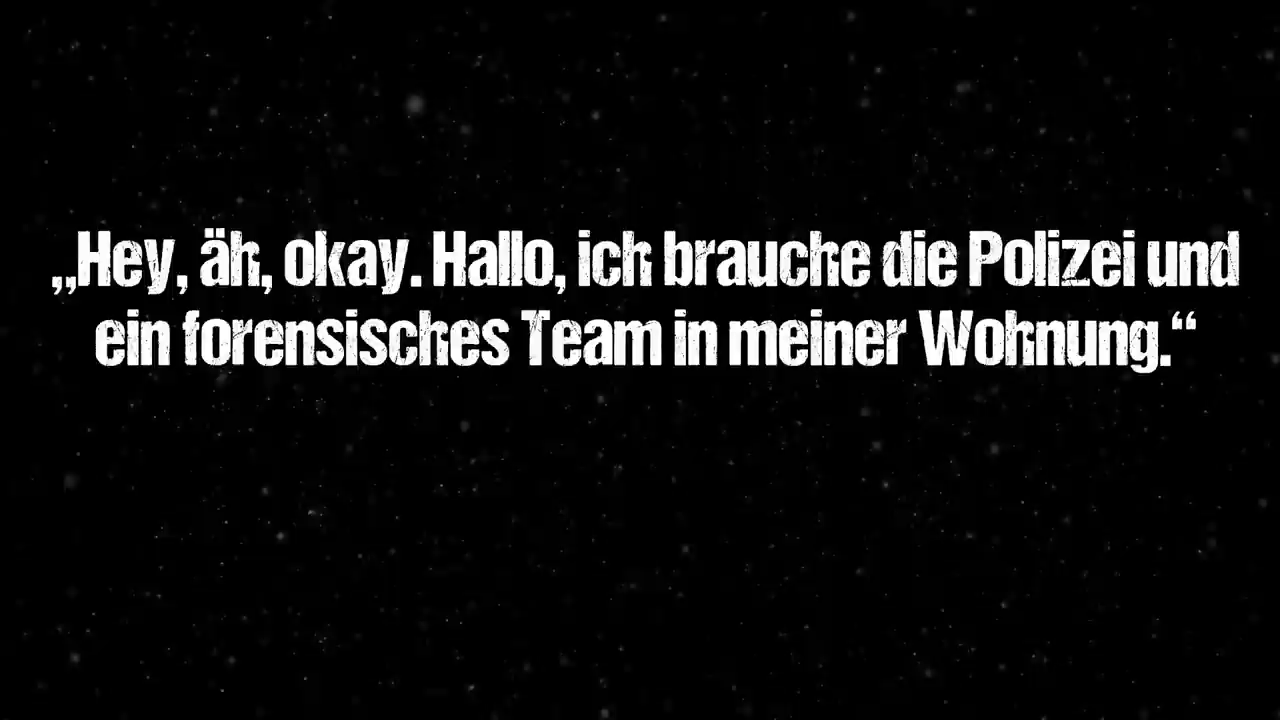 „Hey, äh, okay. Hallo, ich brauche die Polizei und
ein forensisches Team in meiner Wohnung.“